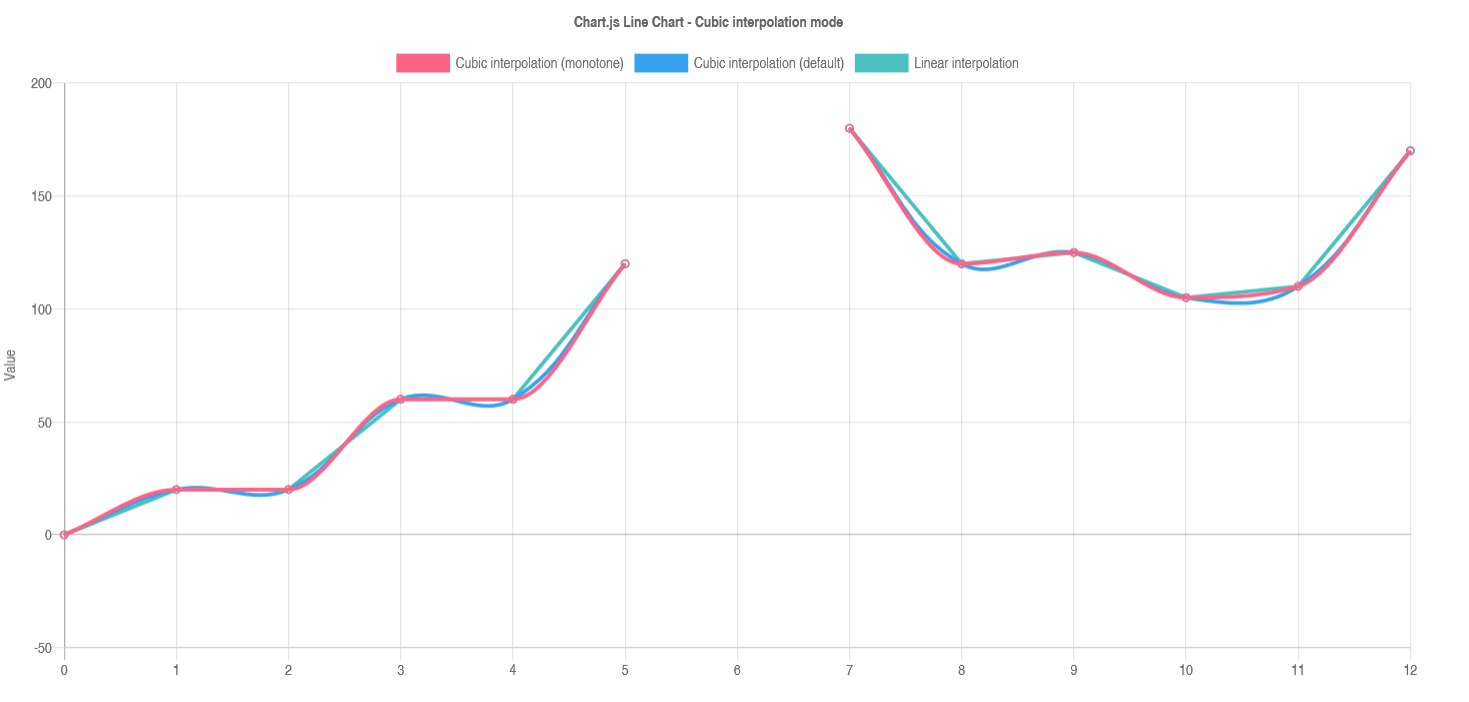 Chart.js Line Chart - Cubic interpolation mode
Cubic interpolation (monotone) Cubic interpolation (default) Linear interpolation
200
150
100
50
0
-50
Value
0 1 2 3 4 5 6 7 8 9 10 11 12